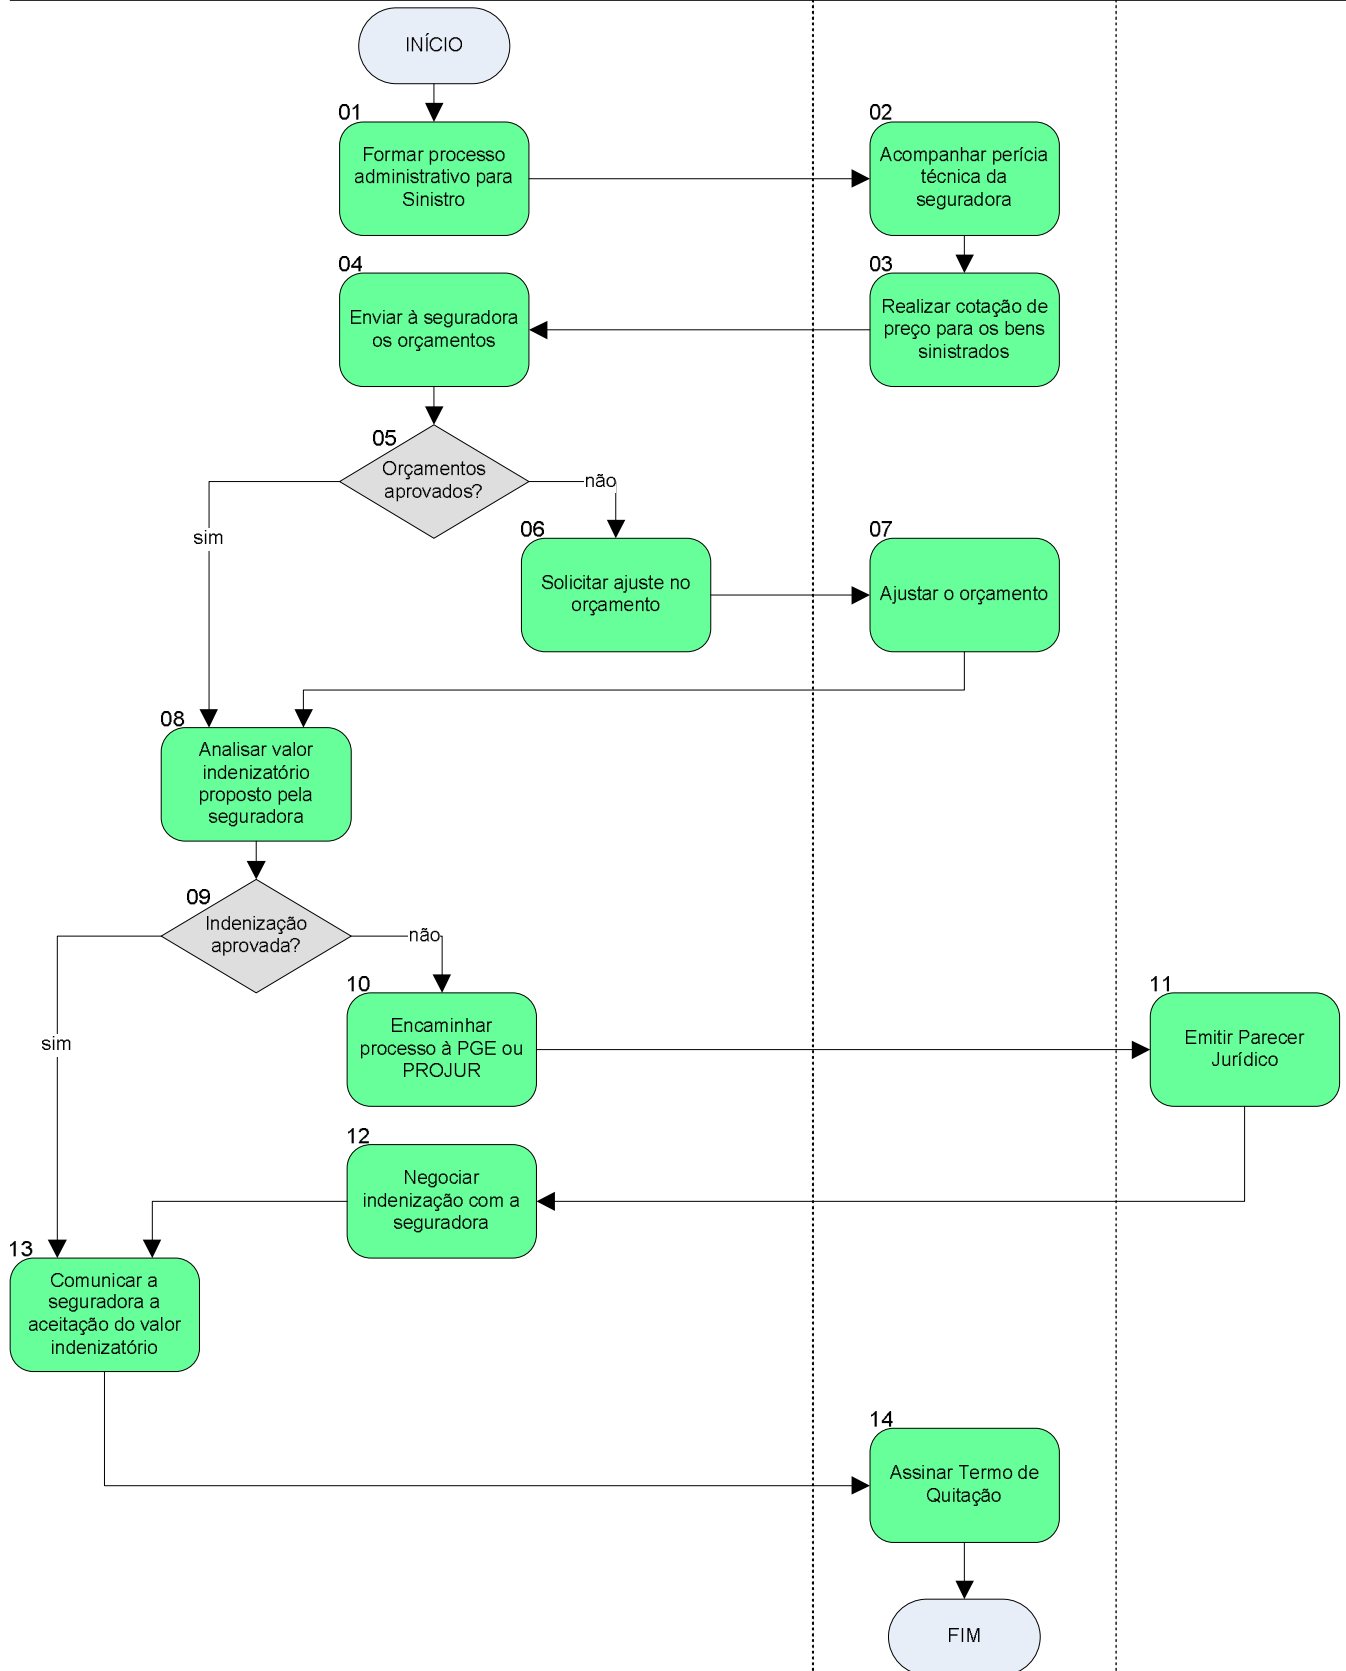 INÍCIO
01
Formar processo
administrativo para
Sinistro
02
Acompanhar perícia
técnica da
seguradora
04
Enviar à seguradora
os orçamentos
03
Realizar cotação de
preço para os bens
sinistrados
05
Orçamentos
aprovados?
não
sim
06
Solicitar ajuste no
orçamento
07
Ajustar o orçamento
08
Analisar valor
indenizatório
proposto pela
seguradora
09
Indenização
aprovada?
não
sim
10
Encaminhar
processo à PGE ou
PROJUR
11
Emitir Parecer
Jurídico
12
Negociar
indenização com a
seguradora
13
Comunicar a
seguradora a
aceitação do valor
indenizatório
14
Assinar Termo de
Quitação
FIM